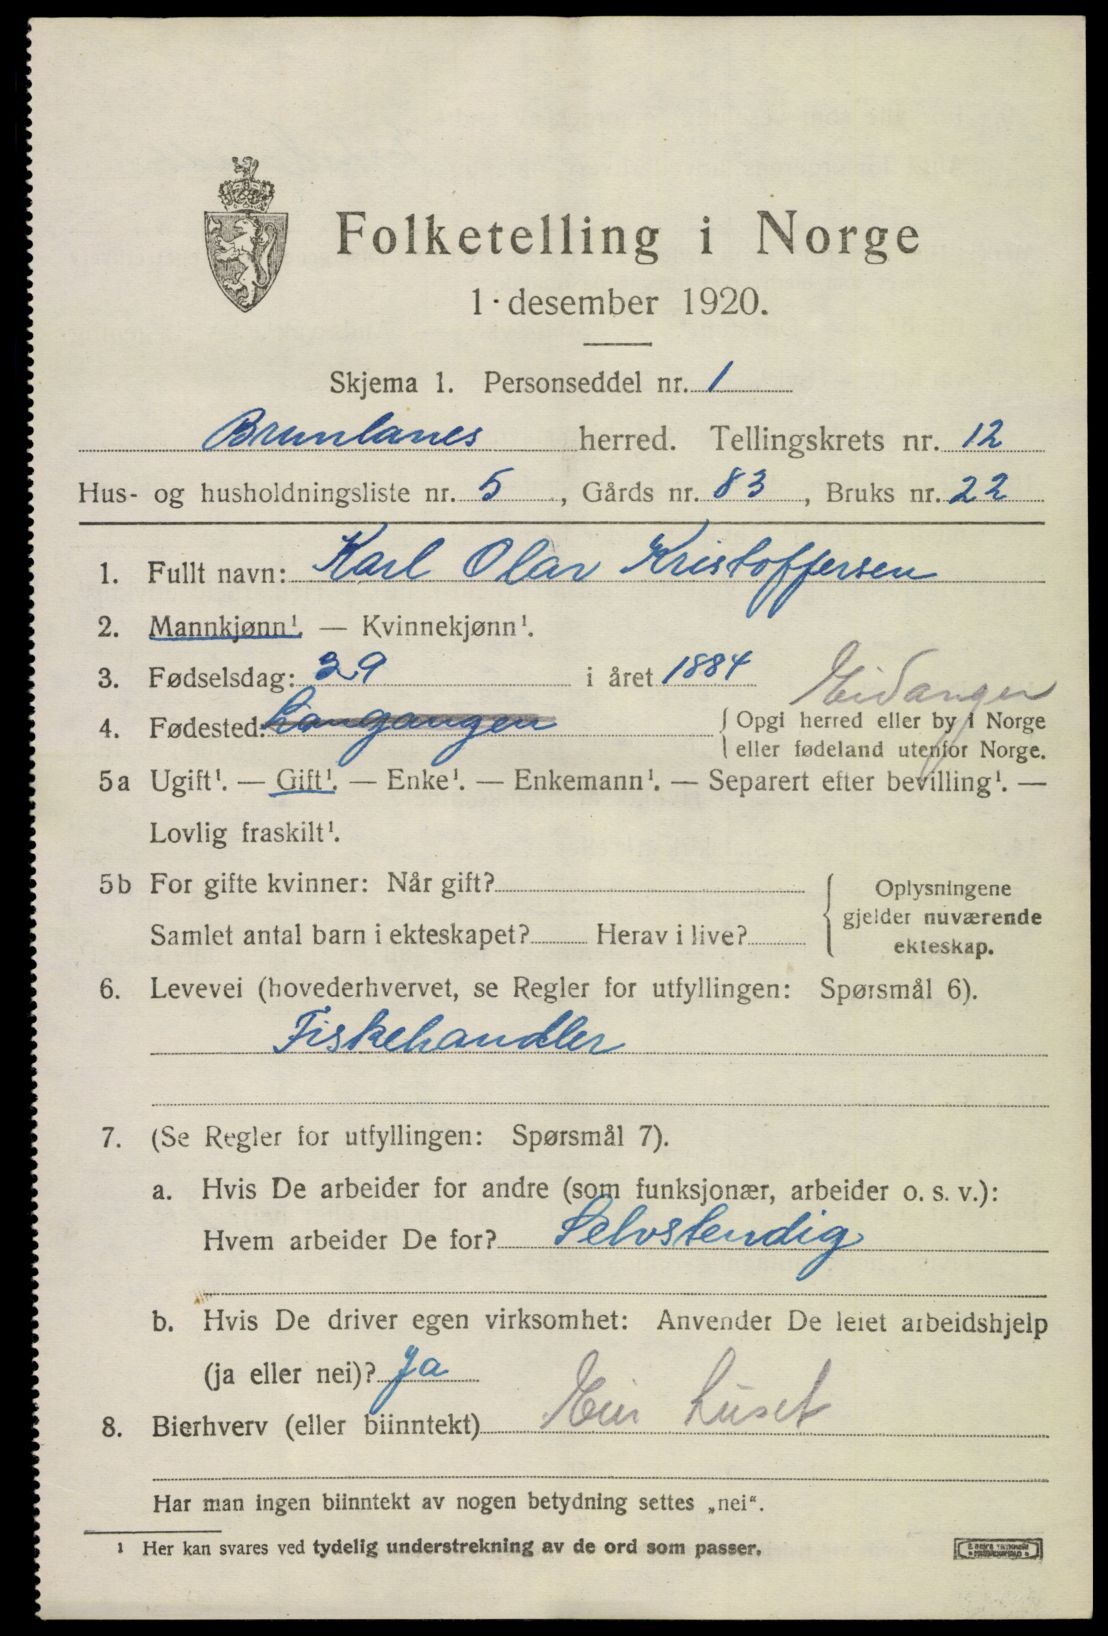 Folketelling i Norge
1. desember 1920.
Skjema 1. Personseddel nr. 1
Brunlanes herred. Tellingskrets nr. 12
Hus- og husholdningsliste nr. 5, Gårds nr. 83, Bruks nr. 22
1. Fullt navn: Karl Olav Kristoffersen
2. Mannkjønn¹. — Kvinnekjønn¹.
3. Fødselsdag: 29 i året 1884
Eidanger
4. Fødested: Langangen { Opgi herred eller by i Norge
eller fødeland utenfor Norge.
5a Ugift¹. — Gift¹. — Enke¹. — Enkemann¹. — Separert efter bevilling¹. —
Lovlig fraskilt¹.
5b For gifte kvinner: Når gift?
Samlet antal barn i ekteskapet? Herav i live?
{ Oplysningene
gjelder nuværende
ekteskap.
6. Levevei (hovederhvervet, se Regler for utfyllingen: Spørsmål 6).
Fiskehandler
7. (Se Regler for utfyllingen: Spørsmål 7).
a. Hvis De arbeider for andre (som funksjonær, arbeider o. s. v.):
Hvem arbeider De for? Selvstendig
b. Hvis De driver egen virksomhet: Anvender De leiet arbeidshjelp
(ja eller nei)? Ja
8. Bierhverv (eller biinntekt) Eier huset
Har man ingen biinntekt av nogen betydning settes „nei“.
¹ Her kan svares ved tydelig understrekning av de ord som passer.